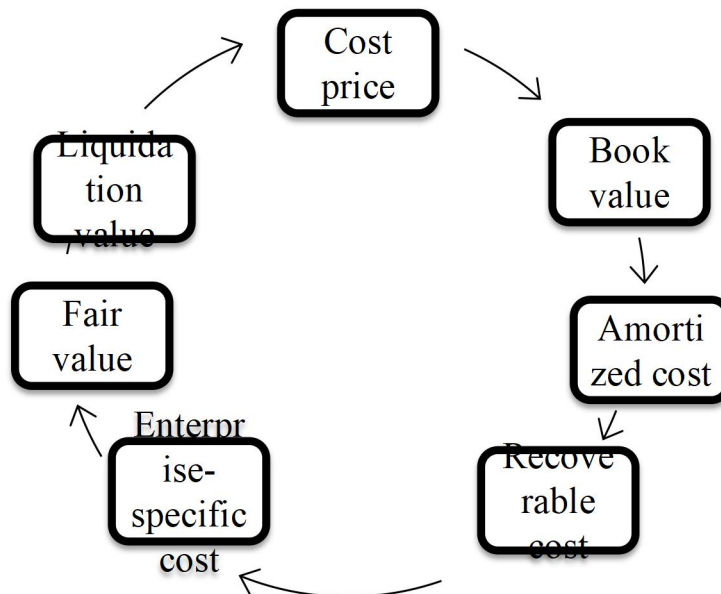 Cost
price
Book
value
Amorti
zed cost
Recove
rable
cost
Enterpr
ise-
specific
cost
Fair
value
Liquida
tion
value